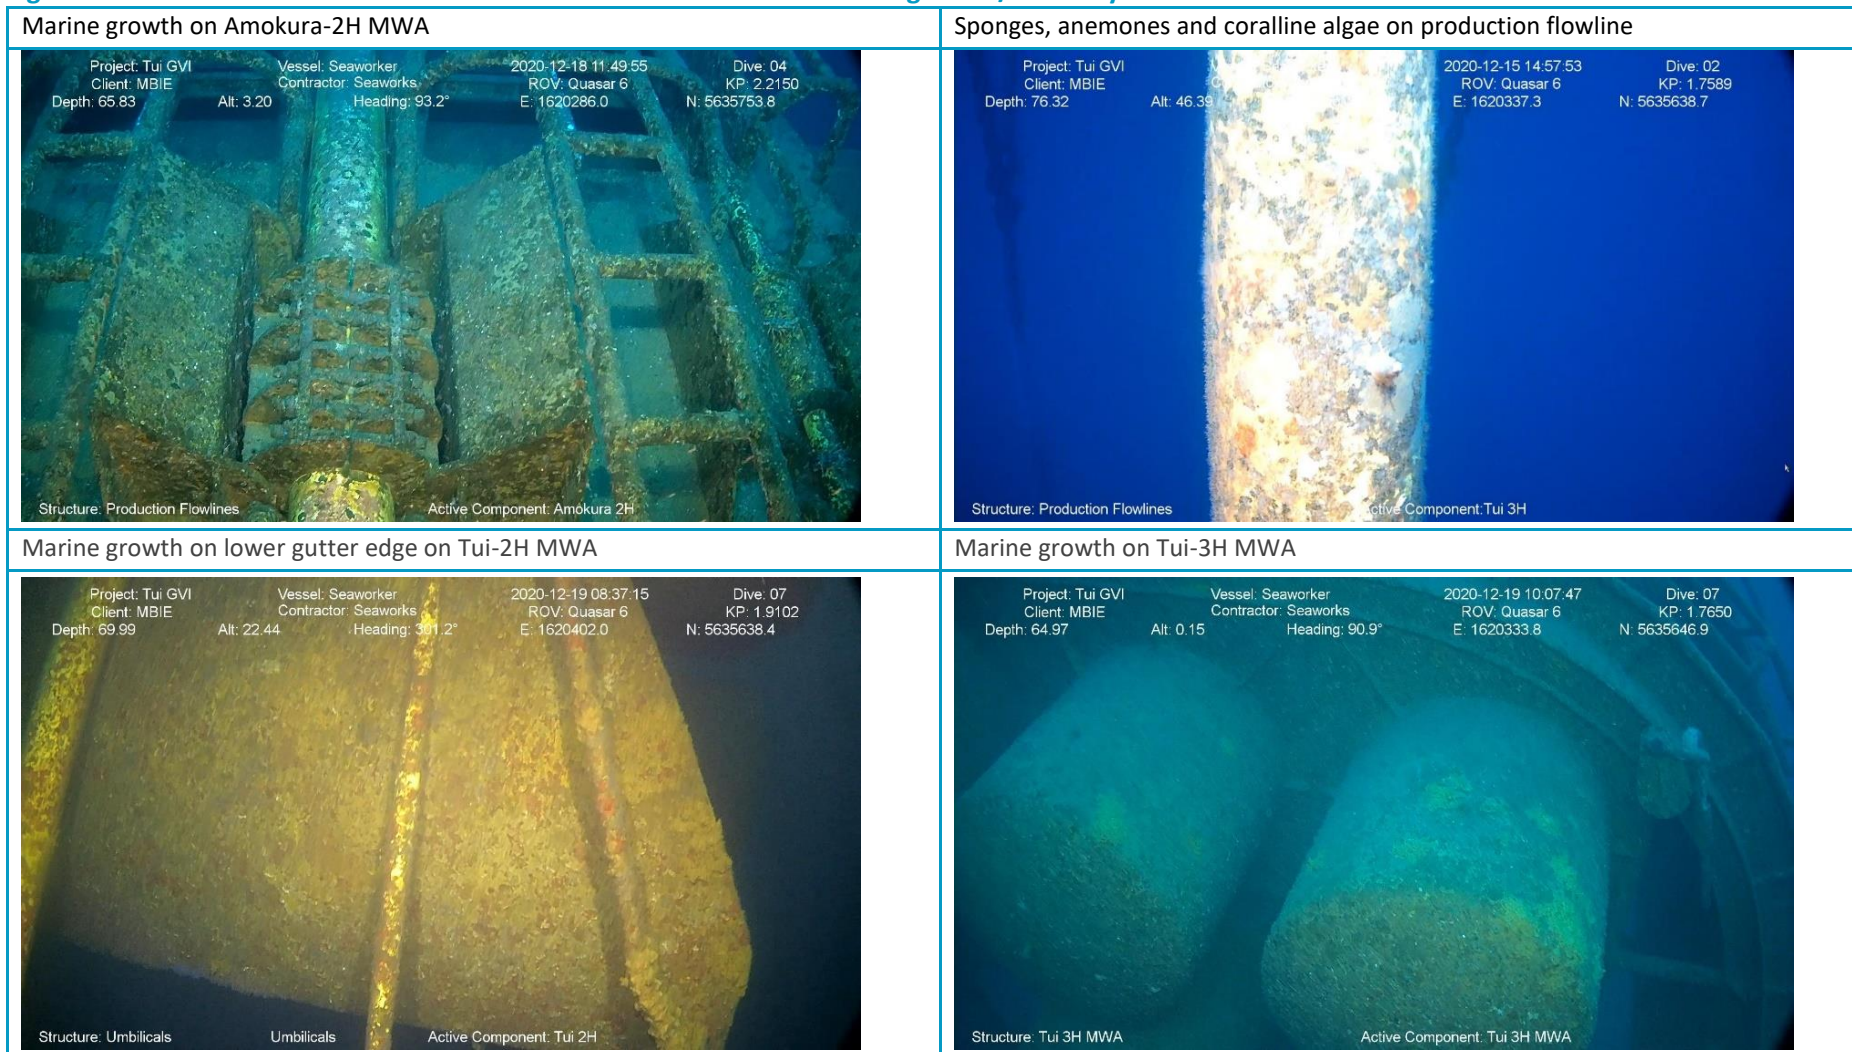 Marine growth on Amokura-2H MWA
Sponges, anemones and coralline algae on production flowline
Project: Tui GVI Vessel: Seaworker 2020-12-18 11:49:55 Dive: 04
Client: MBIE Contractor: Seaworks ROV: Quasar 6 KP: 2.2150
Depth: 65.83 Alt: 3.20 Heading: 93.2° E: 1620286.0 N: 5635753.8
Structure: Production Flowlines Active Component: Amokura 2H
Project: Tui GVI 2020-12-15 14:57:53 Dive: 02
Client: MBIE ROV: Quasar 6 KP: 1.7589
Depth: 76.32 Alt: 46.39 E: 1620337.3 N: 5635638.7
Structure: Production Flowlines Active Component:Tui 3H
Marine growth on lower gutter edge on Tui-2H MWA
Marine growth on Tui-3H MWA
Project: Tui GVI Vessel: Seaworker 2020-12-19 08:37:15 Dive: 07
Client: MBIE Contractor: Seaworks ROV: Quasar 6 KP: 1.9102
Depth: 69.99 Alt: 22.44 Heading: 301.2° E: 1620402.0 N: 5635638.4
Structure: Umbilicals Umbilicals Active Component: Tui 2H
Project: Tui GVI Vessel: Seaworker 2020-12-19 10:07:47 Dive: 07
Client: MBIE Contractor: Seaworks ROV: Quasar 6 KP: 1.7650
Depth: 64.97 Alt: 0.15 Heading: 90.9° E: 1620333.8 N: 5635646.9
Structure: Tui 3H MWA Active Component: Tui 3H MWA